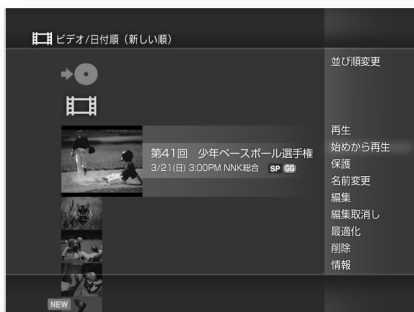 ビデオ/日付順（新しい順）
並び順変更
第41回 少年ベースボール選手権
3/21(日) 3:00PM NNK総合 SP GG
再生
始めから再生
保護
名前変更
編集
編集取消し
最適化
削除
情報
NEW